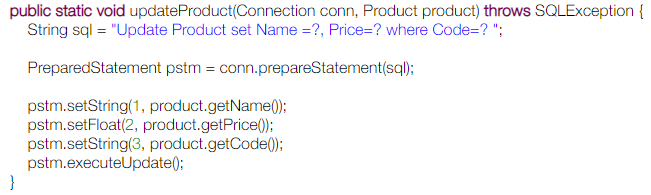 public static void updateProduct(Connection conn, Product product) throws SQLException {
String sql = "Update Product set Name =?, Price=? where Code=? ";
PreparedStatement pstm = conn.prepareStatement(sql);
pstm.setString(1, product.getName());
pstm.setFloat(2, product.getPrice());
pstm.setString(3, product.getCode());
pstm.executeUpdate();
}